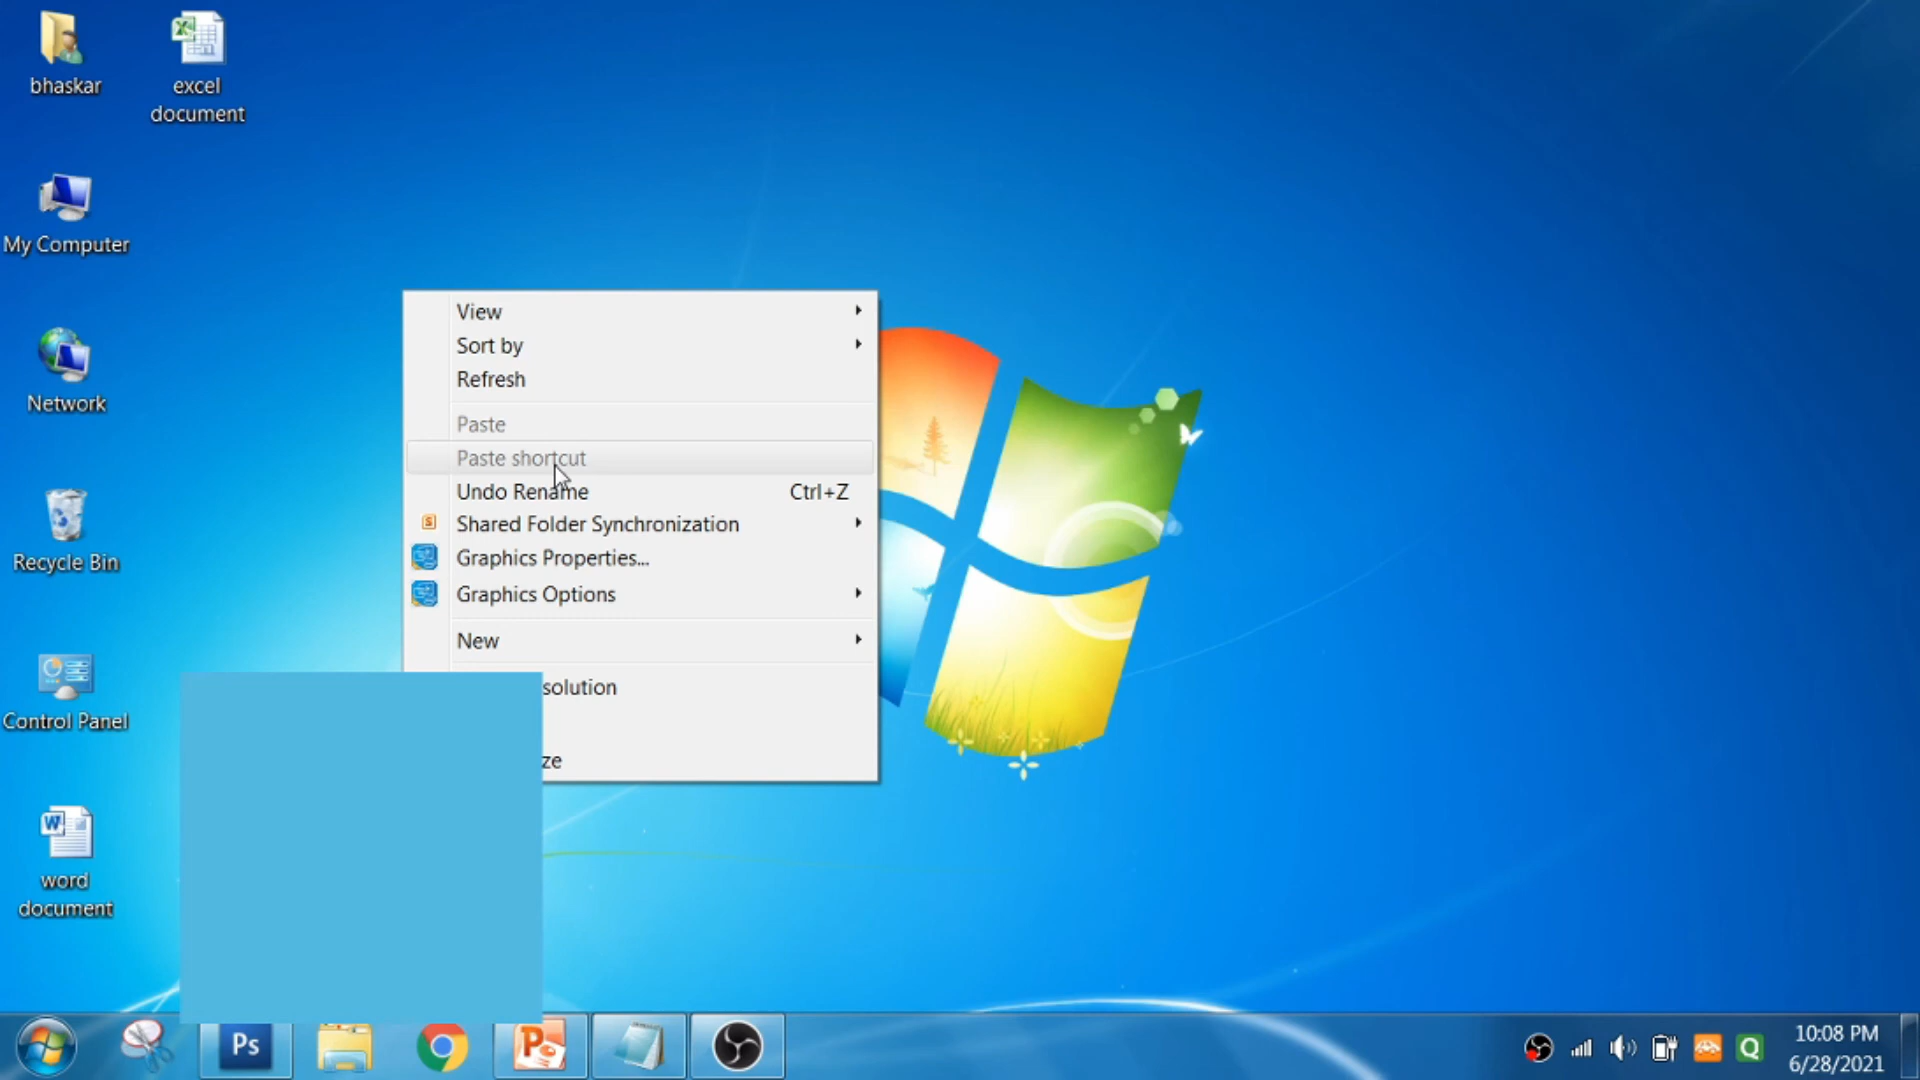 bhaskar
excel
document
My Computer
Network
Recycle Bin
Control Panel
word
document
View
Sort by
Refresh
Paste
Paste shortcut
Undo Rename Ctrl+Z
S Shared Folder Synchronization
Graphics Properties...
Graphics Options
New
solution
ze
Ps
Q
10:08 PM
6/28/2021